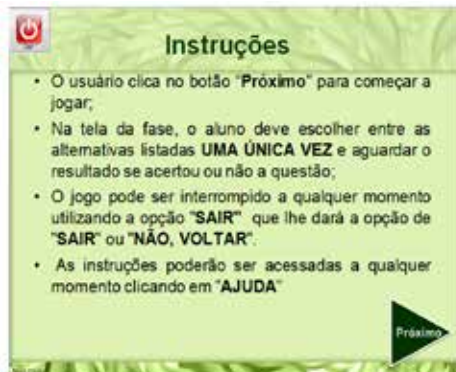 Instruções
• O usuário clica no botão "Próximo" para começar a
jogar;
• Na tela da fase, o aluno deve escolher entre as
alternativas listadas UMA ÚNICA VEZ e aguardar o
resultado se acertou ou não a questão;
• O jogo pode ser interrompido a qualquer momento
utilizando a opção "SAIR" que lhe dará a opção de
"SAIR" ou "NÃO, VOLTAR".
• As instruções poderão ser acessadas a qualquer
momento clicando em "AJUDA"
Próximo